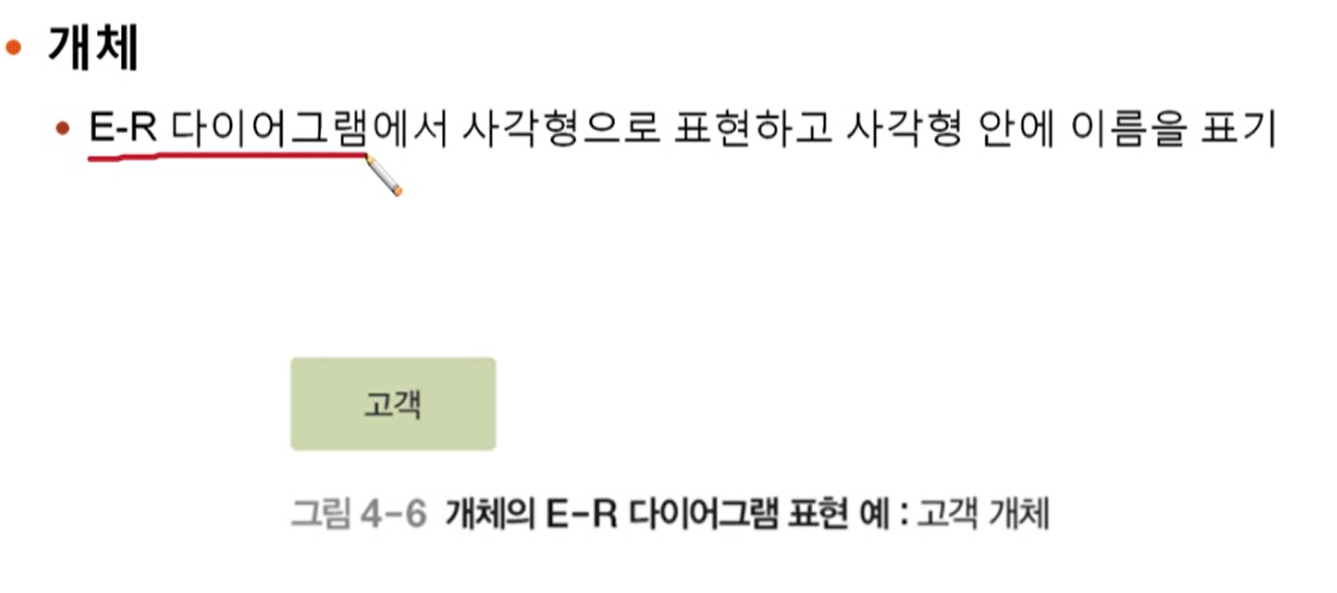 • 개체
• E-R 다이어그램에서 사각형으로 표현하고 사각형 안에 이름을 표기
고객
그림 4-6 개체의 E-R 다이어그램 표현 예 : 고객 개체